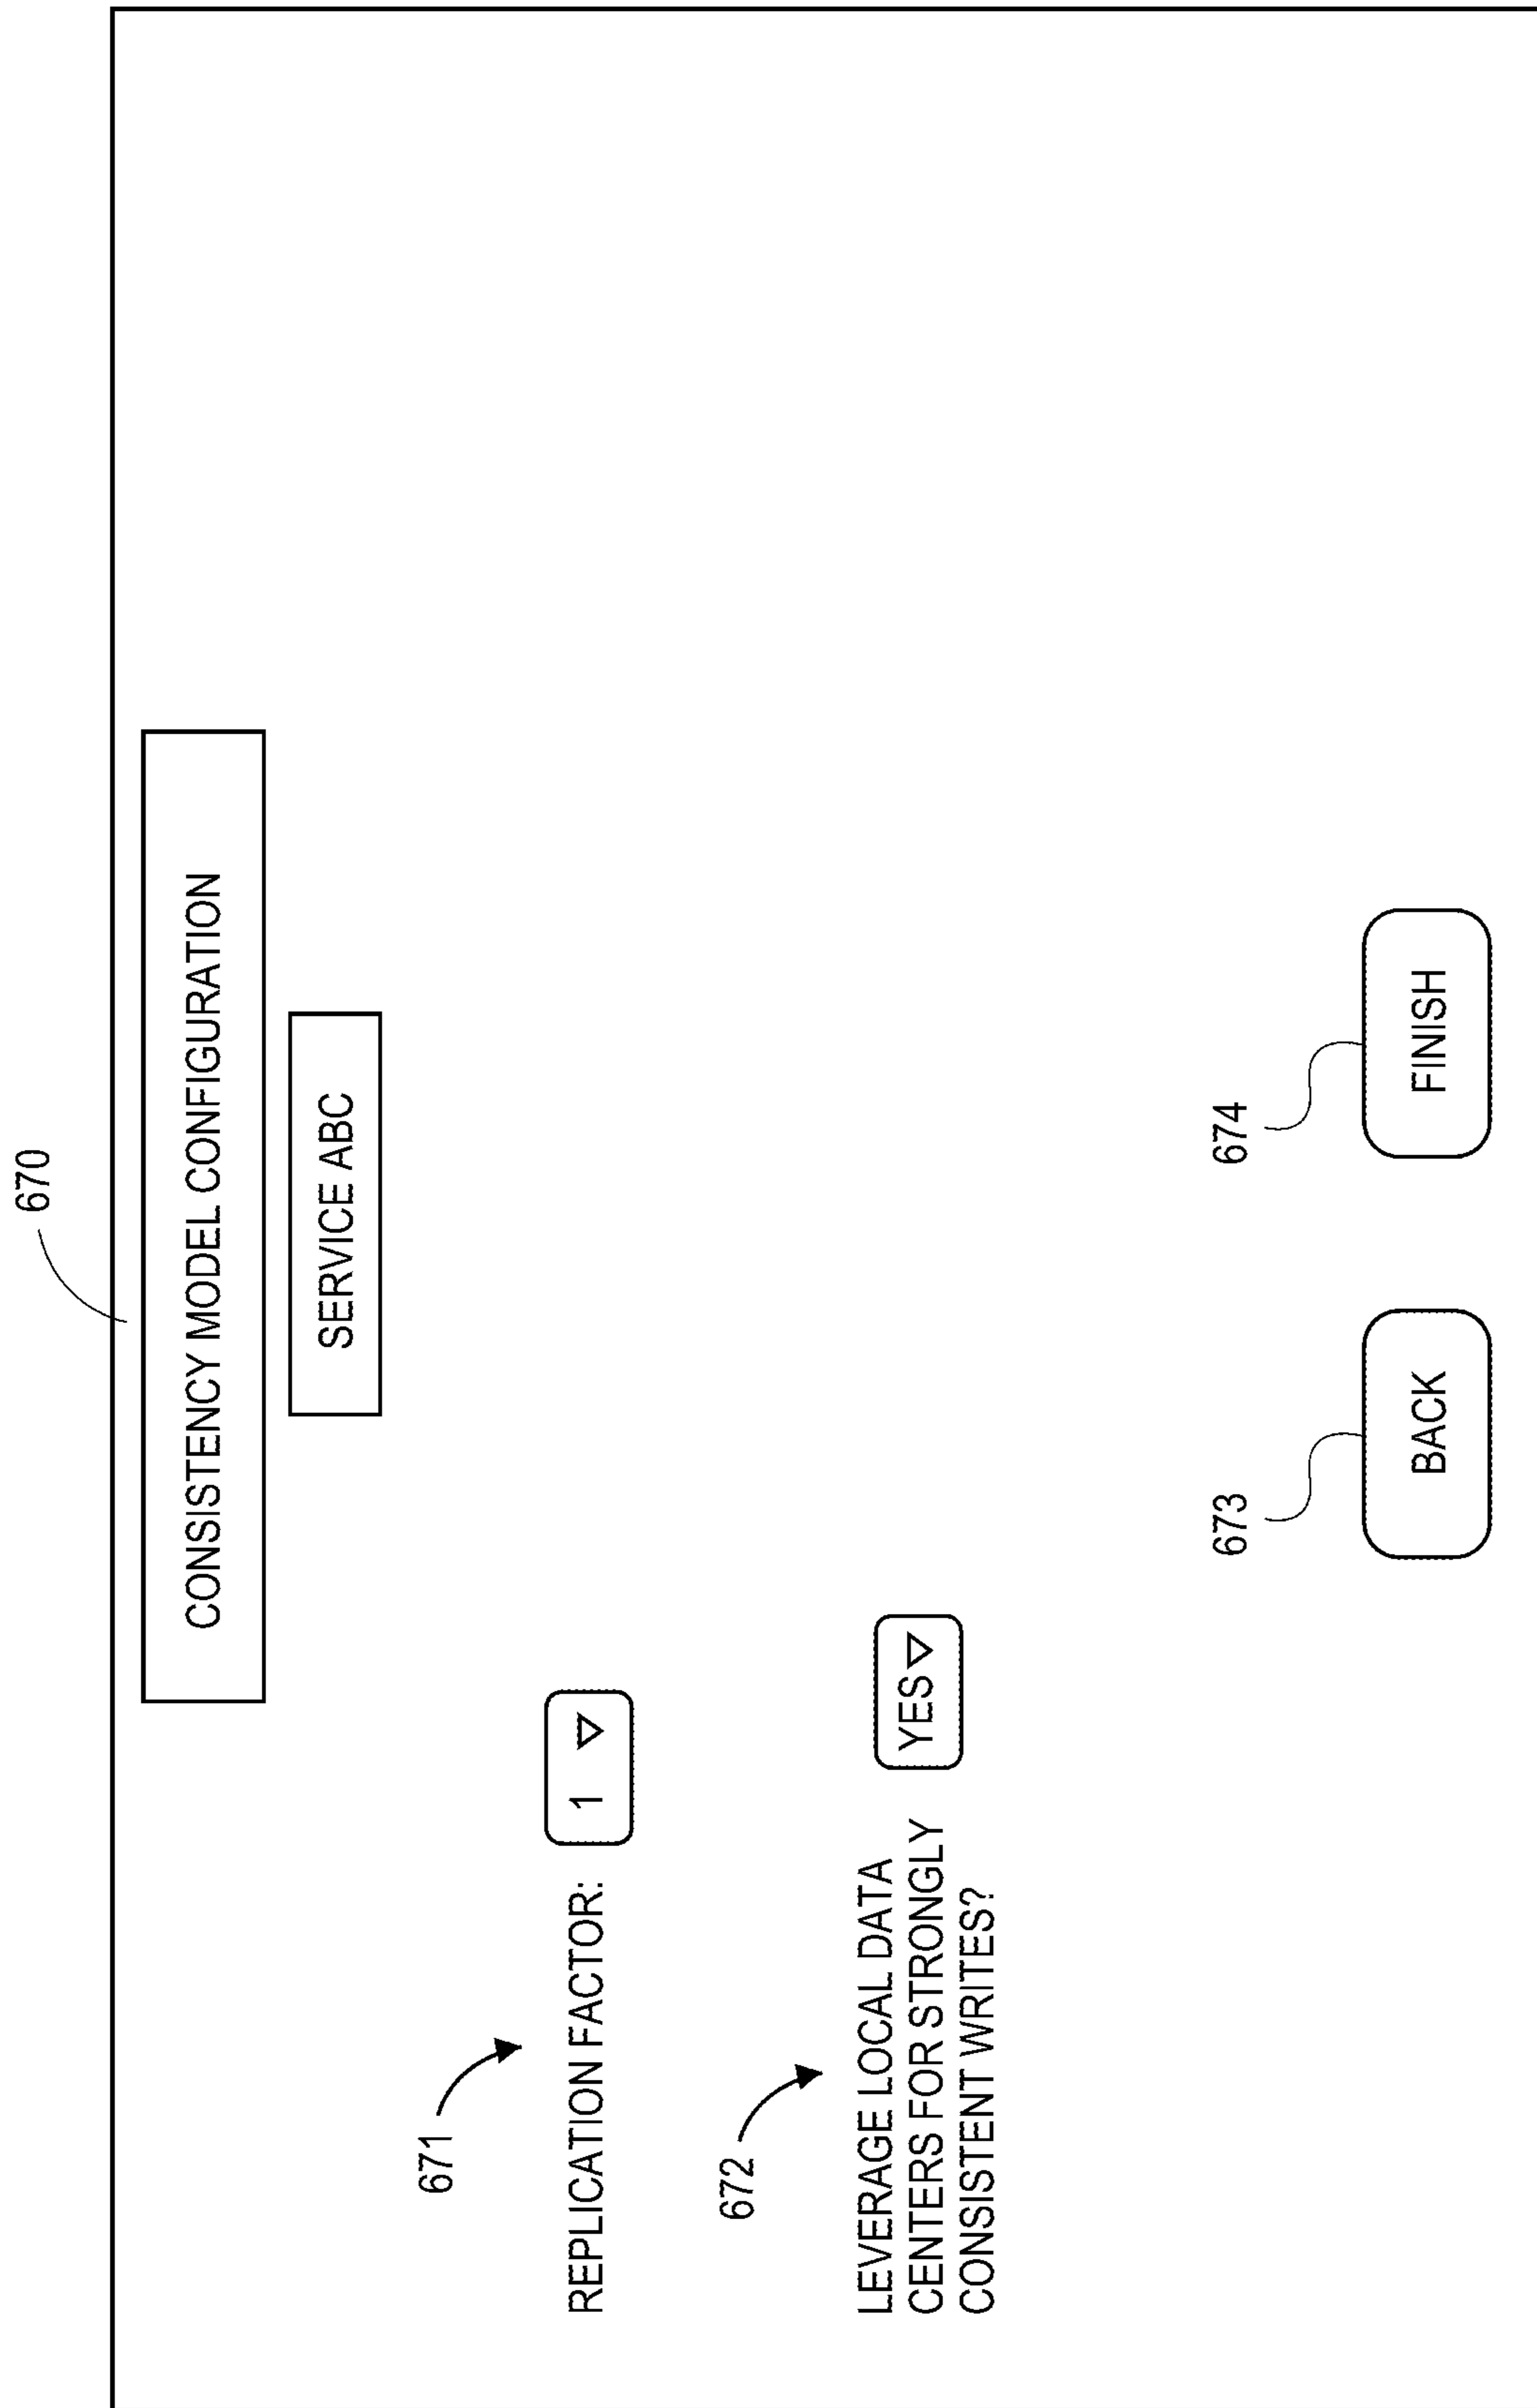 670
CONSISTENCY MODEL CONFIGURATION
SERVICE ABC
671
REPLICATION FACTOR:
1
672
LEVERAGE LOCAL DATA
CENTERS FOR STRONGLY
CONSISTENT WRITES?
YES
673
BACK
674
FINISH